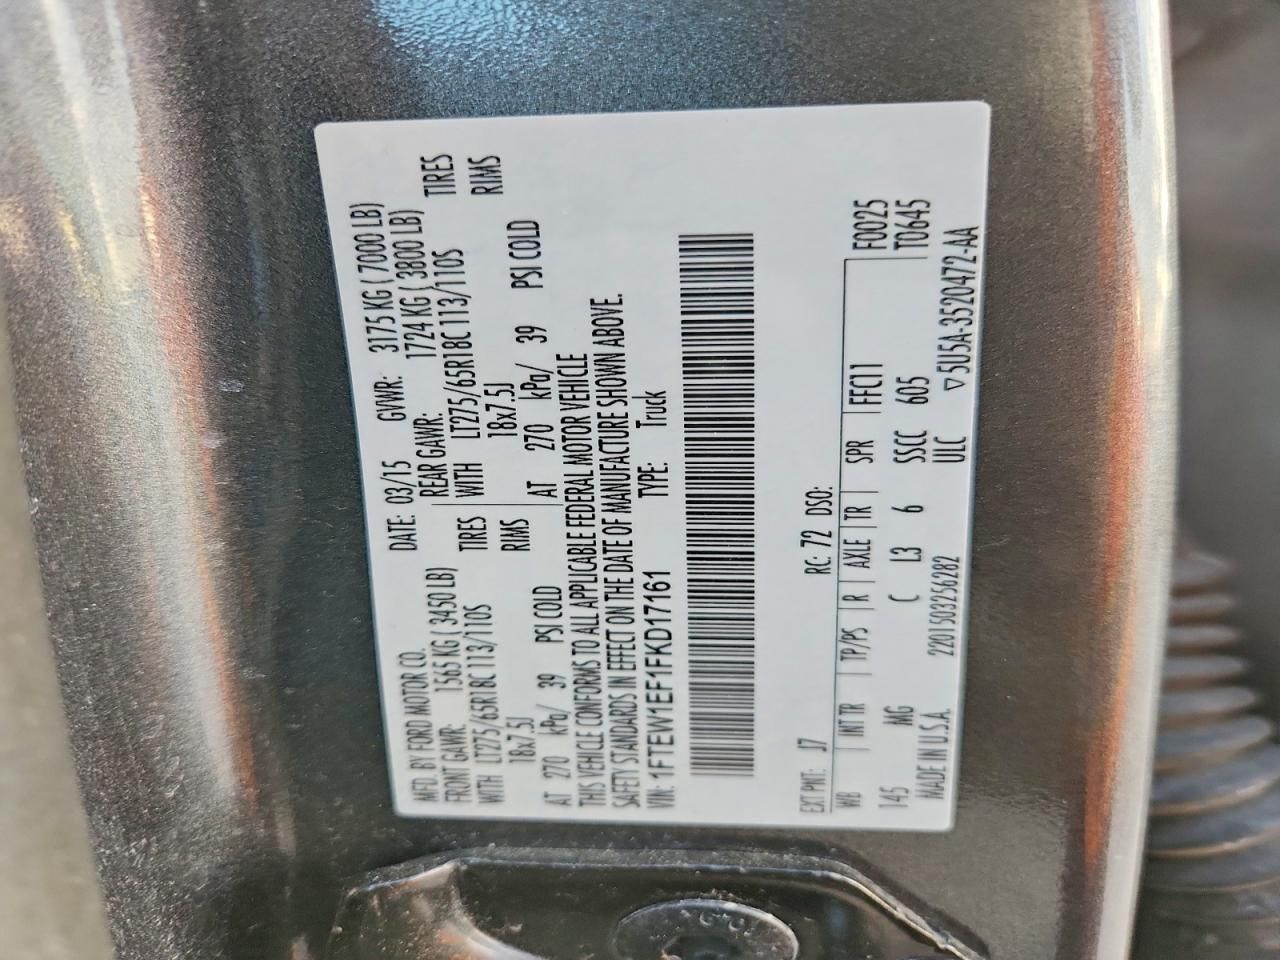 MFD. BY FORD MOTOR CO.
DATE: 03/15 GVWR: 3175 KG ( 7000 LB)
FRONT GAWR: 1565 KG ( 3450 LB) REAR GAWR: 1724 KG ( 3800 LB)
WITH LT275/65R18C 113/110S TIRES WITH LT275/65R18C 113/110S TIRES
18x7.5J RIMS 18x7.5J RIMS
AT 270 kPa/ 39 PSI COLD AT 270 kPa/ 39 PSI COLD
THIS VEHICLE CONFORMS TO ALL APPLICABLE FEDERAL MOTOR VEHICLE
SAFETY STANDARDS IN EFFECT ON THE DATE OF MANUFACTURE SHOWN ABOVE.
VIN: 1FTEW1EF1FKD17161 TYPE: Truck
EXT PNT: J7 RC: 72 DSO:
WB INT TR TP/PS R AXLE TR SPR FFC11 F0025
145 MG C L3 6 SSCC 605 T0645
MADE IN U.S.A. 2201503256282 ULC ▽5U5A-3520472-AA